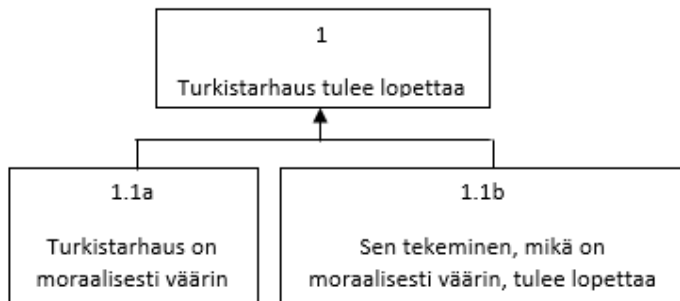 1
Turkistarhaus tulee lopettaa
1.1a
Turkistarhaus on
moraalisesti väärin
1.1b
Sen tekeminen, mikä on
moraalisesti väärin, tulee lopettaa